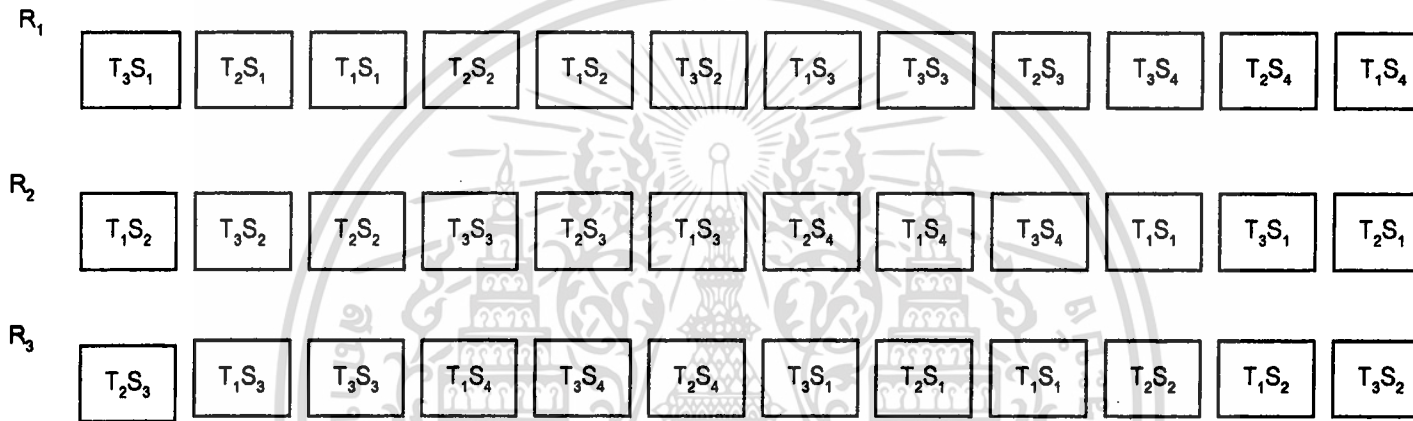 R₁
T₃S₁ T₂S₁ T₁S₁ T₂S₂ T₁S₂ T₃S₂ T₁S₃ T₃S₃ T₂S₃ T₃S₄ T₂S₄ T₁S₄
R₂
T₁S₂ T₃S₂ T₂S₂ T₃S₃ T₂S₃ T₁S₃ T₂S₄ T₁S₄ T₃S₄ T₁S₁ T₃S₁ T₂S₁
R₃
T₂S₃ T₁S₃ T₃S₃ T₁S₄ T₃S₄ T₂S₄ T₃S₁ T₂S₁ T₁S₁ T₂S₂ T₁S₂ T₃S₂